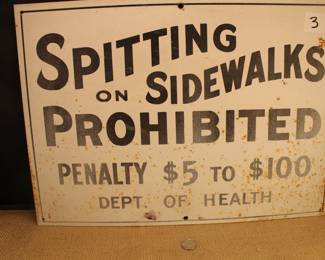 3
SPITTING
ON SIDEWALKS
PROHIBITED
PENALTY $5 TO $100
DEPT. OF HEALTH